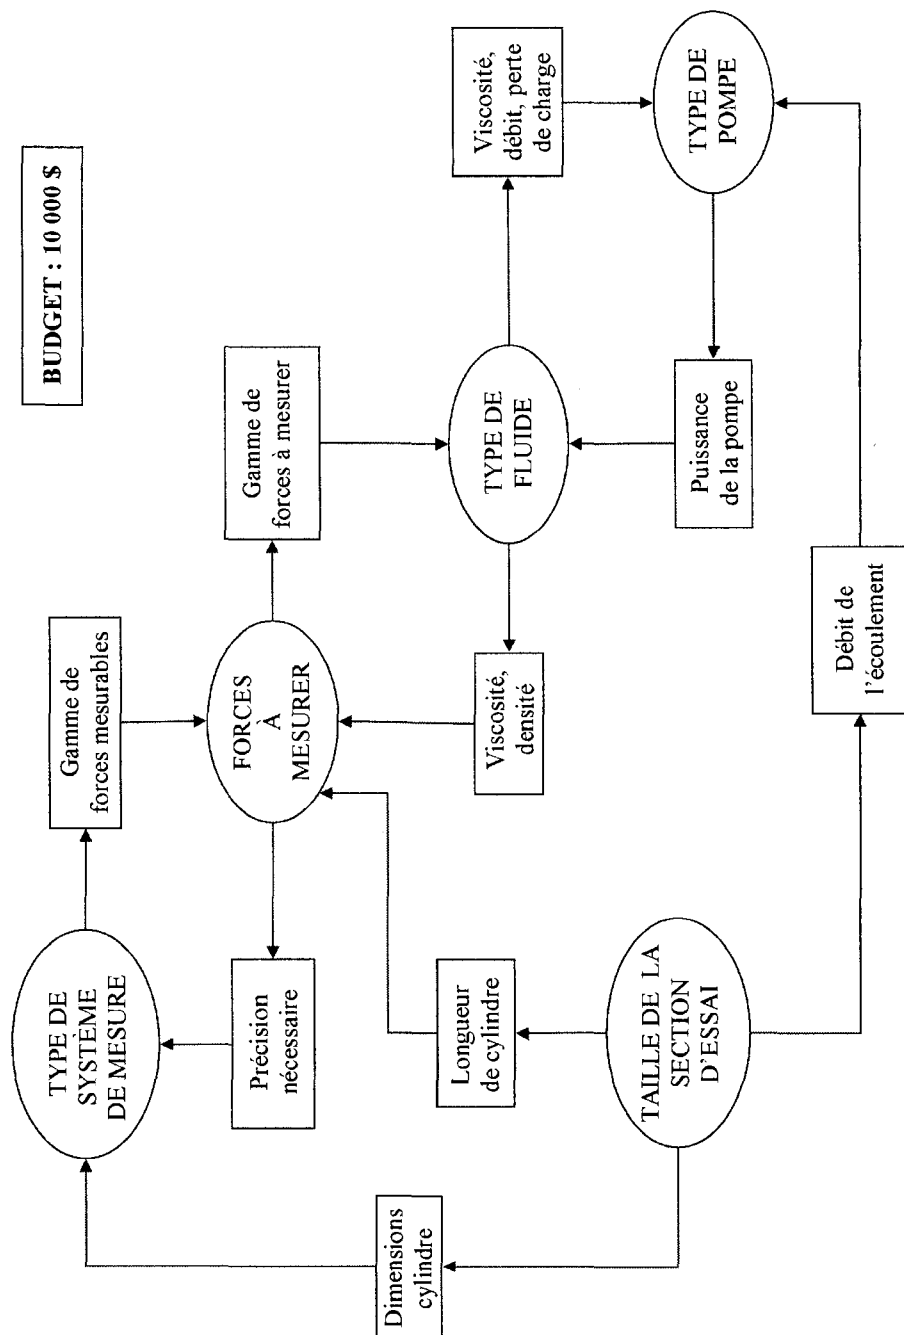 BUDGET : 10 000 $
TYPE DE
SYSTÈME
DE MESURE
Gamme de
forces mesurables
Dimensions
cylindre
Précision
nécessaire
FORCES
À
MESURER
Gamme de
forces à mesurer
Longueur
de cylindre
Viscosité,
densité
TYPE DE
FLUIDE
Viscosité,
débit, perte
de charge
TAILLE DE LA
SECTION
D'ESSAI
Puissance
de la pompe
TYPE DE
POMPE
Débit de
l'écoulement